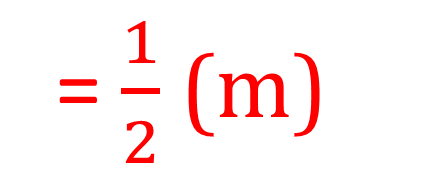 = 1/2 (m)